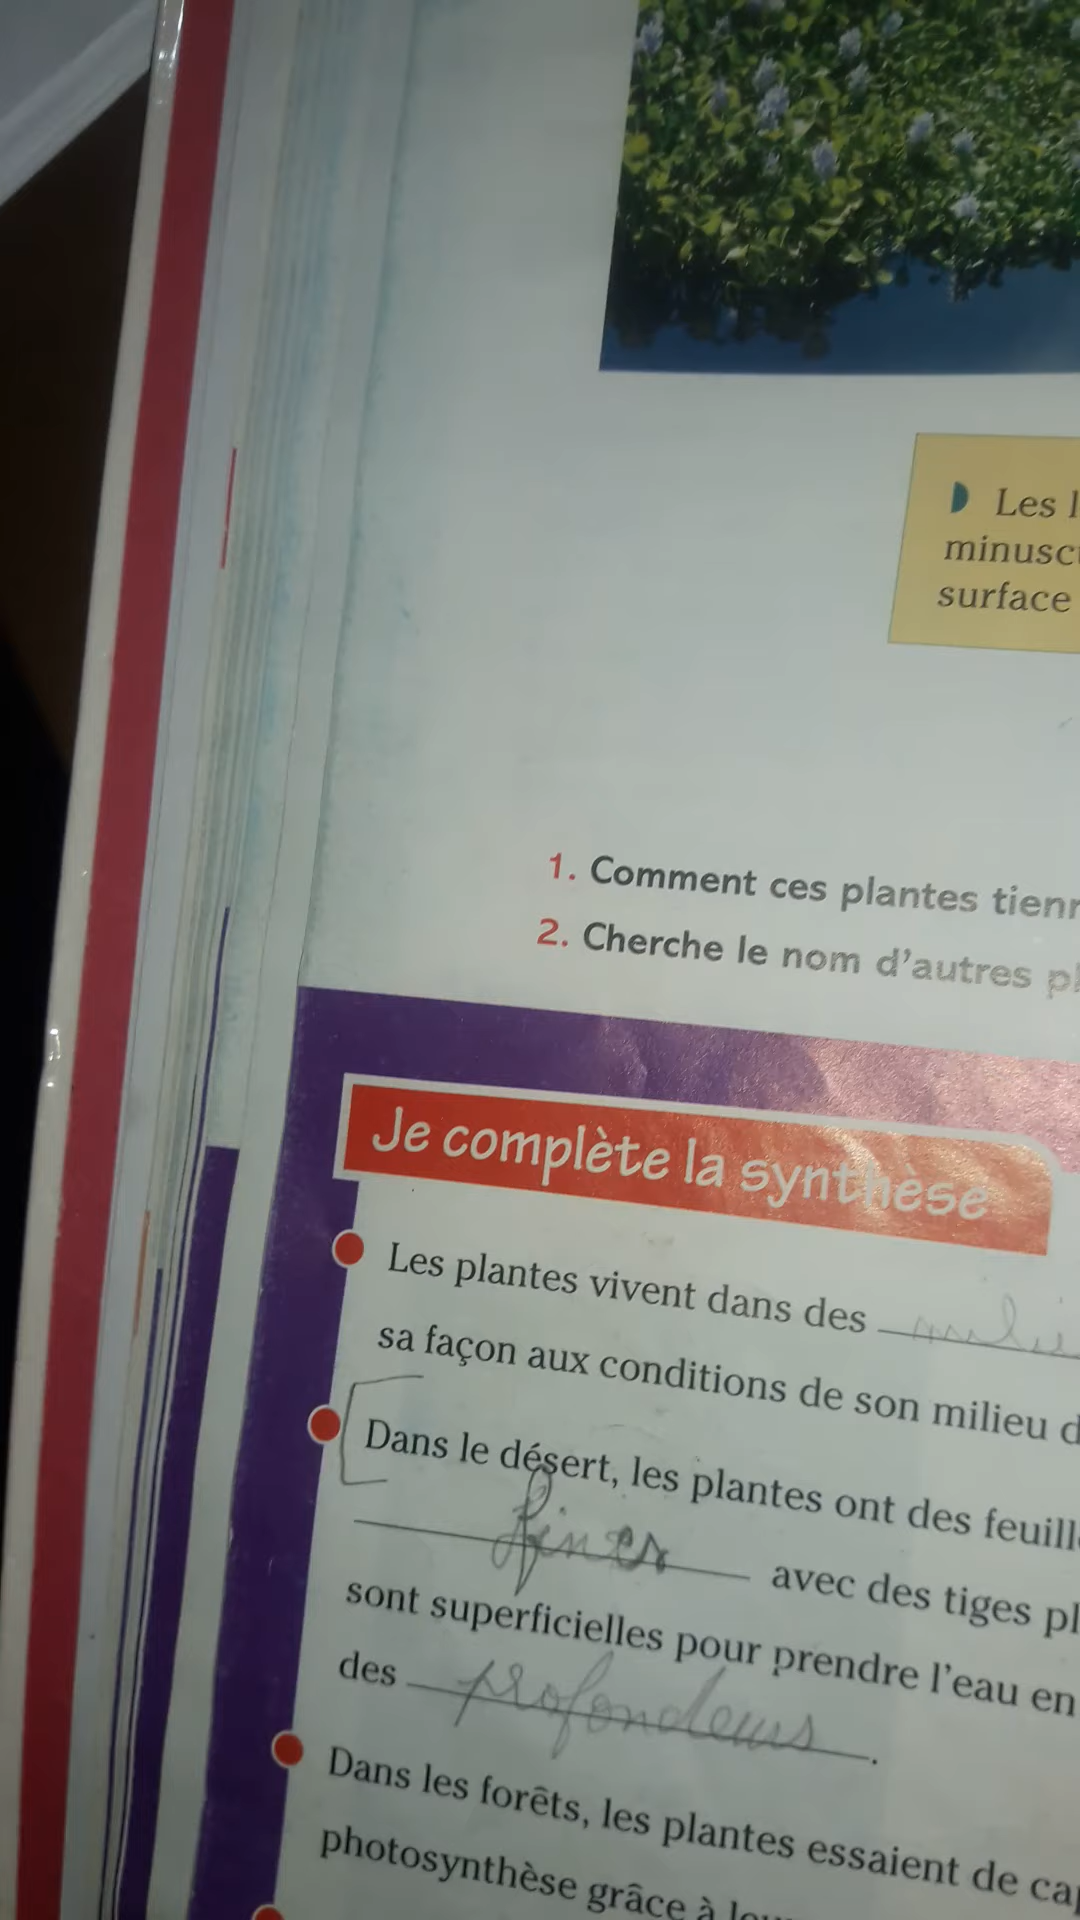 Les l
minusc
surface
1. Comment ces plantes tienn
2. Cherche le nom d'autres pl
Je complète la synthèse
Les plantes vivent dans des
sa façon aux conditions de son milieu d
Dans le désert, les plantes ont des feuill
fines avec des tiges pl
sont superficielles pour prendre l'eau en
des profondeurs.
Dans les forêts, les plantes essaient de cap
photosynthèse grâce à